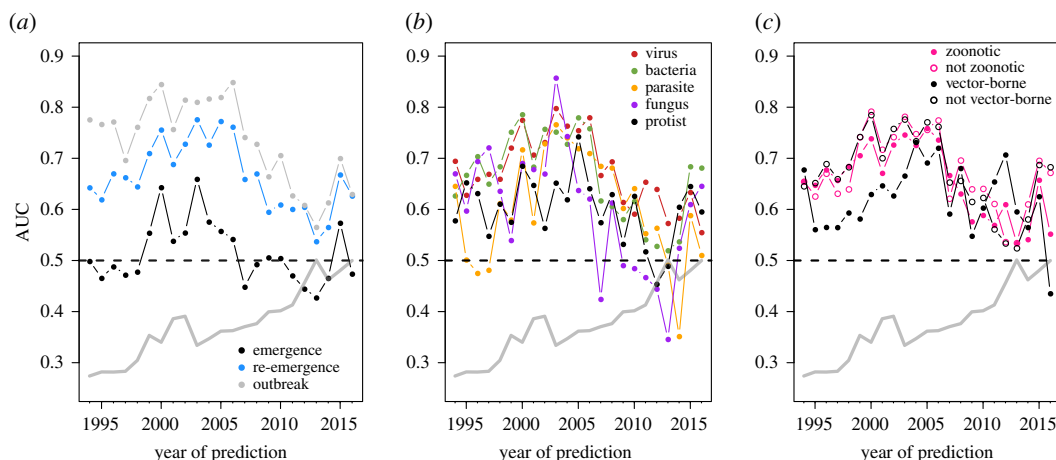 (a)
(b)
(c)
AUC
0.9
0.8
0.7
0.6
0.5
0.4
0.3
emergence
re-emergence
outbreak
1995 2000 2005 2010 2015
year of prediction
0.9
0.8
0.7
0.6
0.5
0.4
0.3
virus
bacteria
parasite
fungus
protist
1995 2000 2005 2010 2015
year of prediction
0.9
0.8
0.7
0.6
0.5
0.4
0.3
zoonotic
not zoonotic
vector-borne
not vector-borne
1995 2000 2005 2010 2015
year of prediction